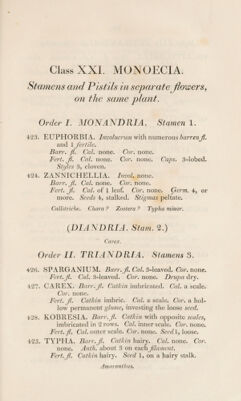 Class XXI. MONOECIA.
Stamens and Pistils in separate flowers,
on the same plant.
Order I. MONANDRIA. Stamen 1.
423. EUPHORBIA. Involucrum with numerous barren fl.
and 1 fertile.
Barr. fl. Cal. none. Cor. none.
Fert. fl. Cal. none. Cor. none. Caps. 3-lobed.
Styles 3, cloven.
424. ZANNICHELLIA. Invol. none.
Barr. fl. Cal. none. Cor. none.
Fert. fl. Cal. of 1 leaf. Cor. none. Germ. 4, or
more. Seeds 4, stalked. Stigmas peltate.
Callitriche. Chara? Zostera? Typha minor.
(DIANDRIA. Stam. 2.)
Carex.
Order II. TRIANDRIA. Stamens 3.
426. SPARGANIUM. Barr. fl. Cal. 3-leaved. Cor. none.
Fert. fl. Cal. 3-leaved. Cor. none. Drupa dry.
427. CAREX. Barr. fl. Catkin imbricated. Cal. a scale.
Cor. none.
Fert. fl. Catkin imbric. Cal. a scale. Cor. a hol-
low permanent glume, investing the loose seed.
428. KOBRESIA. Barr. fl. Catkin with opposite scales,
imbricated in 2 rows. Cal. inner scale. Cor. none.
Fert. fl. Cal. outer scale. Cor. none. Seed 1, loose.
425. TYPHA. Barr. fl. Catkin hairy. Cal. none. Cor.
none. Anth. about 3 on each filament.
Fert. fl. Catkin hairy. Seed 1, on a hairy stalk.
Amaranthus.